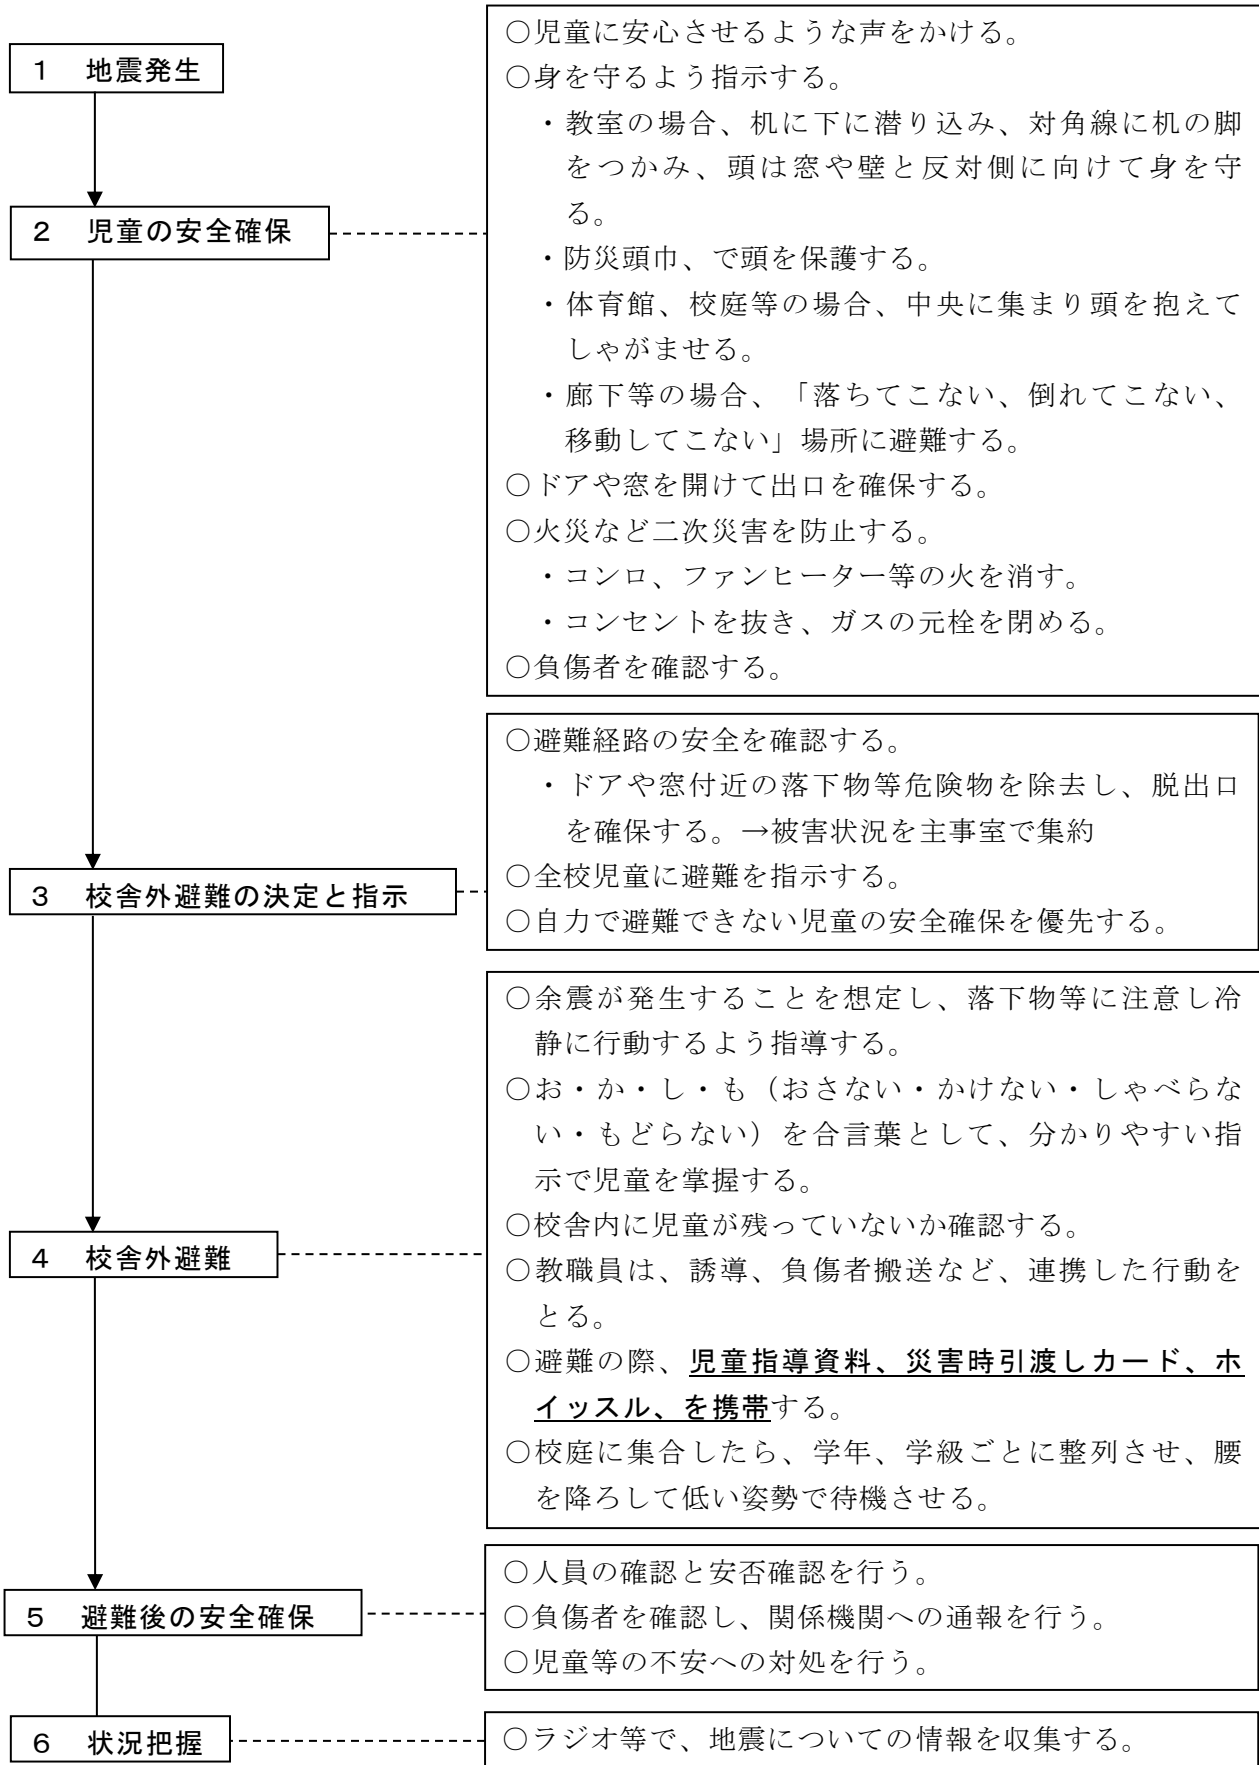 1 地震発生
○児童に安心させるような声をかける。
○身を守るよう指示する。
・教室の場合、机に下に潜り込み、対角線に机の脚
をつかみ、頭は窓や壁と反対側に向けて身を守
る。
2 児童の安全確保
・防災頭巾、で頭を保護する。
・体育館、校庭等の場合、中央に集まり頭を抱えて
しゃがませる。
・廊下等の場合、「落ちてこない、倒れてこない、
移動してこない」場所に避難する。
○ドアや窓を開けて出口を確保する。
○火災など二次災害を防止する。
・コンロ、ファンヒーター等の火を消す。
・コンセントを抜き、ガスの元栓を閉める。
○負傷者を確認する。
○避難経路の安全を確認する。
・ドアや窓付近の落下物等危険物を除去し、脱出口
を確保する。→被害状況を主事室で集約
3 校舎外避難の決定と指示
○全校児童に避難を指示する。
○自力で避難できない児童の安全確保を優先する。
○余震が発生することを想定し、落下物等に注意し冷
静に行動するよう指導する。
○お・か・し・も（おさない・かけない・しゃべらな
い・もどらない）を合言葉として、分かりやすい指
示で児童を掌握する。
○校舎内に児童が残っていないか確認する。
4 校舎外避難
○教職員は、誘導、負傷者搬送など、連携した行動を
とる。
○避難の際、児童指導資料、災害時引渡しカード、ホ
イッスル、を携帯する。
○校庭に集合したら、学年、学級ごとに整列させ、腰
を降ろして低い姿勢で待機させる。
○人員の確認と安否確認を行う。
5 避難後の安全確保
○負傷者を確認し、関係機関への通報を行う。
○児童等の不安への対処を行う。
6 状況把握
○ラジオ等で、地震についての情報を収集する。